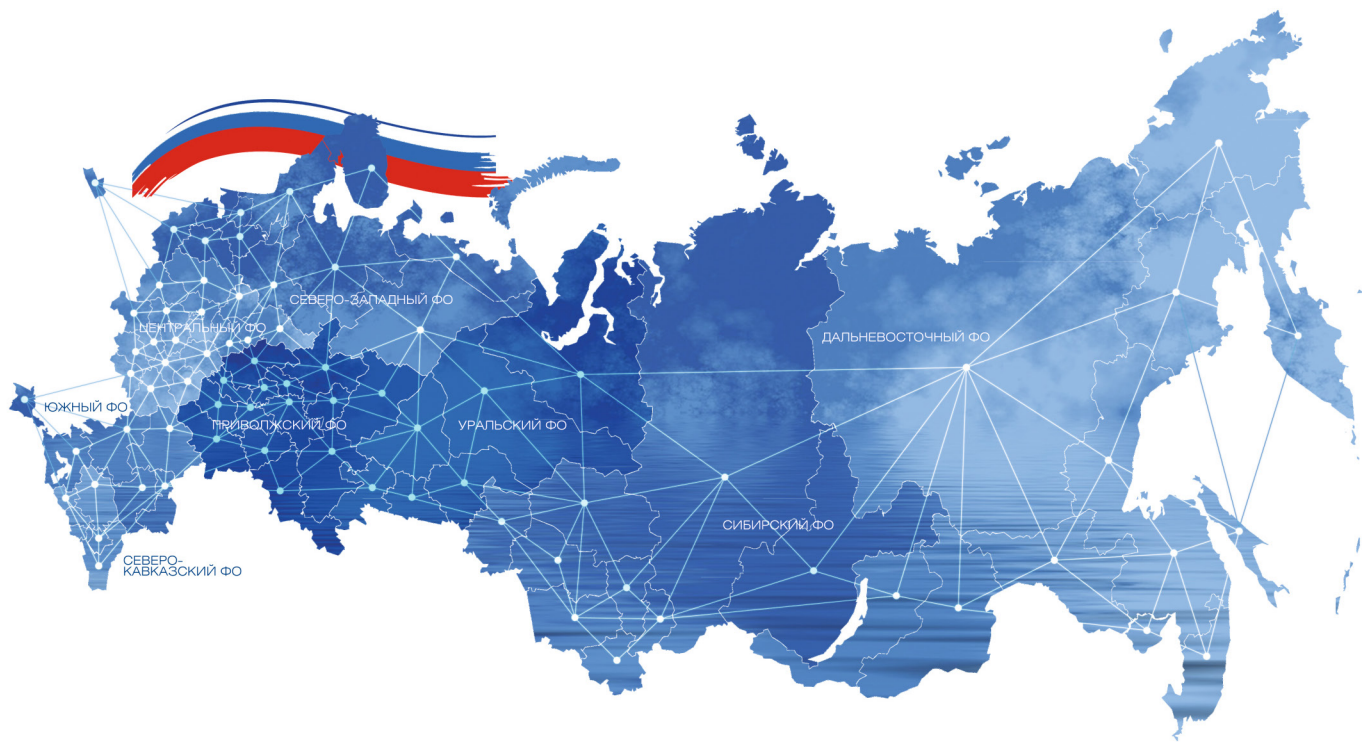 СЕВЕРО-ЗАПАДНЫЙ ФО
ЦЕНТРАЛЬНЫЙ ФО
ДАЛЬНЕВОСТОЧНЫЙ ФО
ЮЖНЫЙ ФО
ПРИВОЛЖСКИЙ ФО
УРАЛЬСКИЙ ФО
СИБИРСКИЙ ФО
СЕВЕРО-
КАВКАЗСКИЙ ФО